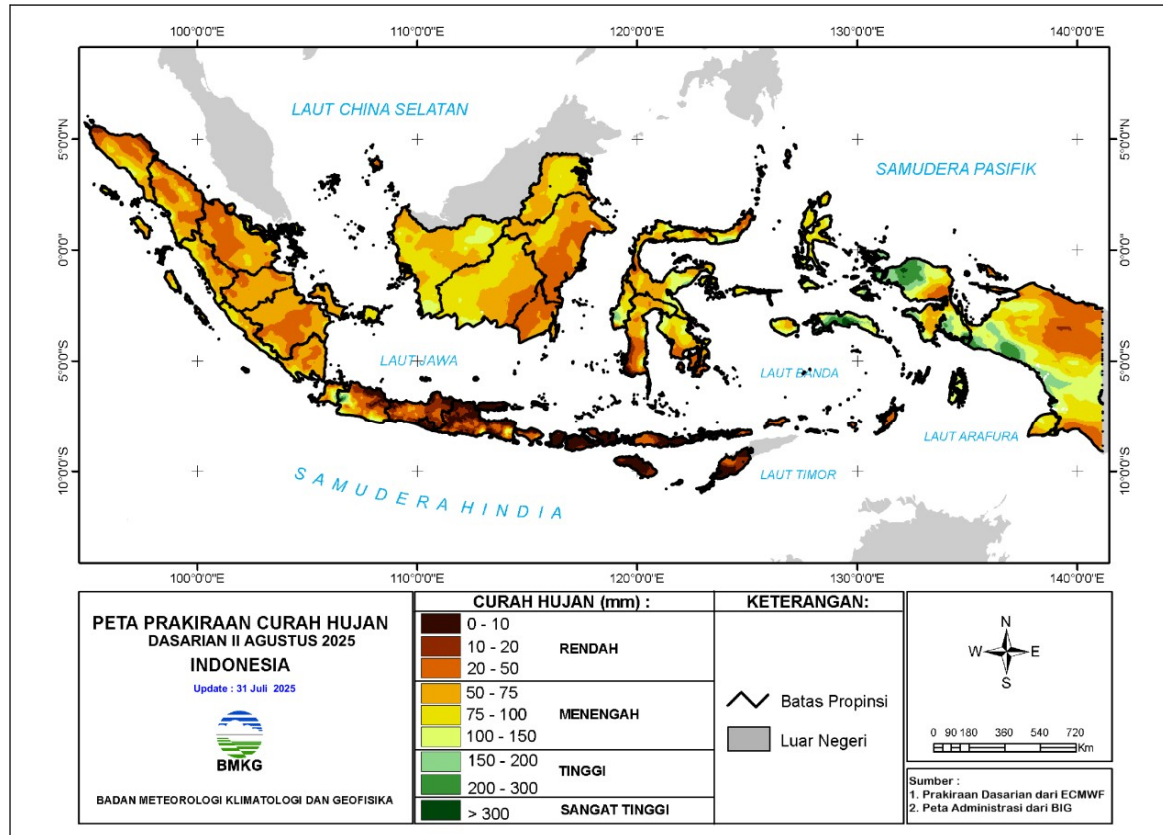 100°0'0"E 110°0'0"E 120°0'0"E 130°0'0"E 140°0'0"E
LAUT CHINA SELATAN
5°0'0"N
5°0'0"N
SAMUDERA PASIFIK
0°0'0"
0°0'0"
LAUT JAWA
LAUT BANDA
5°0'0"S
5°0'0"S
LAUT ARAFURA
LAUT TIMOR
10°0'0"S
10°0'0"S
SAMUDERA HINDIA
100°0'0"E 110°0'0"E 120°0'0"E 130°0'0"E 140°0'0"E
PETA PRAKIRAAN CURAH HUJAN
DASARIAN II AGUSTUS 2025
INDONESIA
Update : 31 Juli 2025
BMKG
BADAN METEOROLOGI KLIMATOLOGI DAN GEOFISIKA
CURAH HUJAN (mm) :
0 - 10
10 - 20 RENDAH
20 - 50
50 - 75
75 - 100 MENENGAH
100 - 150
150 - 200 TINGGI
200 - 300
> 300 SANGAT TINGGI
KETERANGAN:
Batas Propinsi
Luar Negeri
N
W E
S
0 90 180 360 540 720
Km
Sumber :
1. Prakiraan Dasarian dari ECMWF
2. Peta Administrasi dari BIG